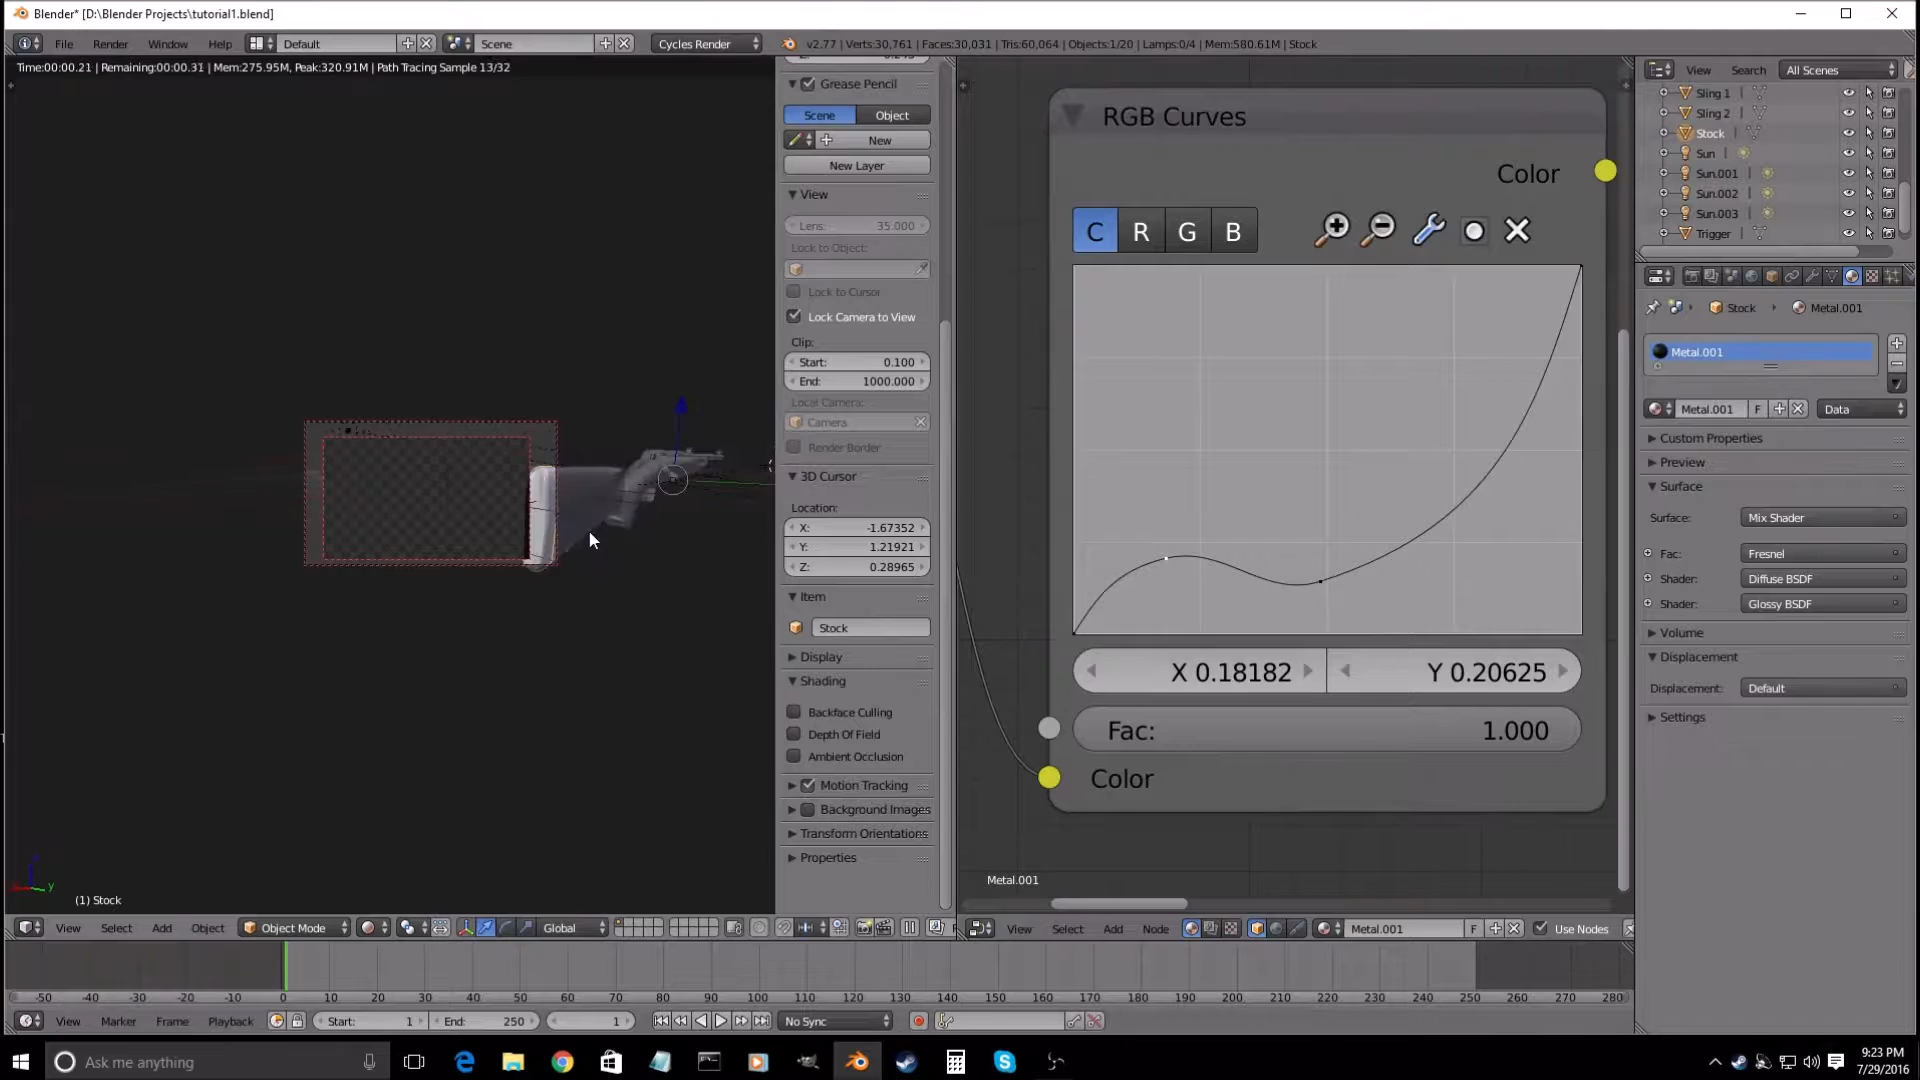 Blender* [D:\Blender Projects\tutorial1.blend]
File Render Window Help Default Scene Cycles Render v2.77 | Verts:30,761 | Faces:30,031 | Tris:60,064 | Objects:1/20 | Lamps:0/4 | Mem:580.61M | Stock
Time:00:00.21 | Remaining:00:00.31 | Mem:275.95M, Peak:320.91M | Path Tracing Sample 13/32
Grease Pencil
Scene Object
New
New Layer
View
Lens: 35.000
Lock to Object:
Lock to Cursor
Lock Camera to View
Clip:
Start: 0.100
End: 1000.000
Local Camera:
Camera
Render Border
3D Cursor
Location:
X: -1.67352
Y: 1.21921
Z: 0.28965
Item
Stock
Display
Shading
Backface Culling
Depth Of Field
Ambient Occlusion
Motion Tracking
Background Images
Transform Orientations
Properties
y
(1) Stock
View Select Add Object Object Mode Global
RGB Curves
Color
C R G B
X 0.18182 Y 0.20625
Fac: 1.000
Color
Metal.001
View Select Add Node Metal.001 F Use Nodes
View Search All Scenes
Sling 1
Sling 2
Stock
Sun
Sun.001
Sun.002
Sun.003
Trigger
Stock Metal.001
Metal.001
Metal.001 F Data
Custom Properties
Preview
Surface
Surface: Mix Shader
Fac: Fresnel
Shader: Diffuse BSDF
Shader: Glossy BSDF
Volume
Displacement
Displacement: Default
Settings
-50 -40 -30 -20 -10 0 10 20 30 40 50 60 70 80 90 100 110 120 130 140 150 160 170 180 190 200 210 220 230 240 250 260 270 280
View Marker Frame Playback Start: 1 End: 250 1 No Sync
Ask me anything
9:23 PM
7/29/2016